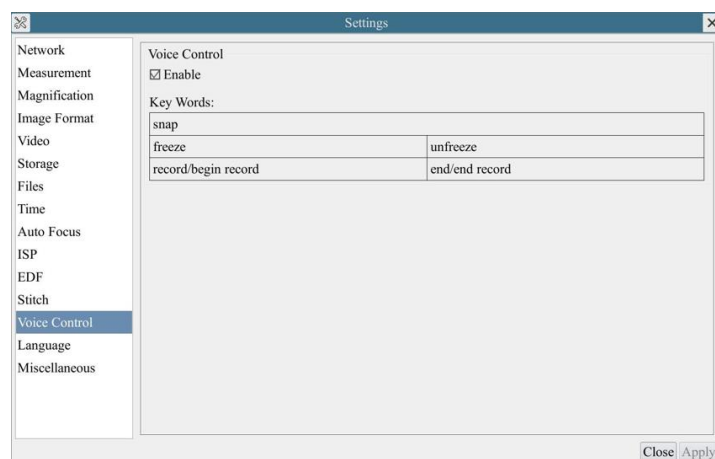 Settings
Network
Measurement
Magnification
Image Format
Video
Storage
Files
Time
Auto Focus
ISP
EDF
Stitch
Voice Control
Language
Miscellaneous
Voice Control
Enable
Key Words:
snap
freeze unfreeze
record/begin record end/end record
Close Apply